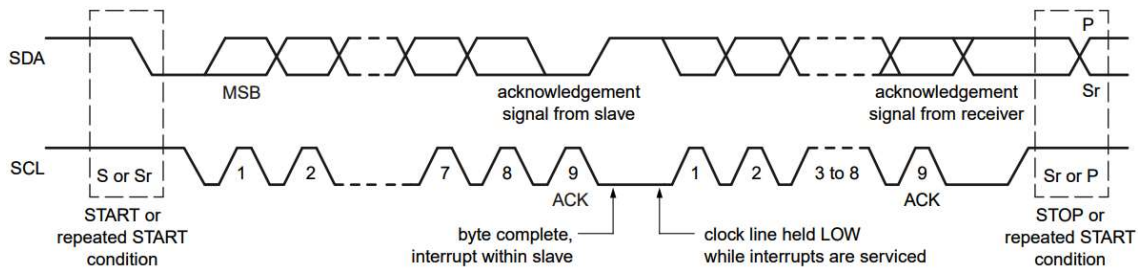 P
SDA
MSB
acknowledgement
signal from slave
acknowledgement
signal from receiver
Sr
SCL
S or Sr
1
2
7
8
9
1
2
3 to 8
9
Sr or P
ACK
ACK
START or
repeated START
condition
byte complete,
interrupt within slave
clock line held LOW
while interrupts are serviced
STOP or
repeated START
condition